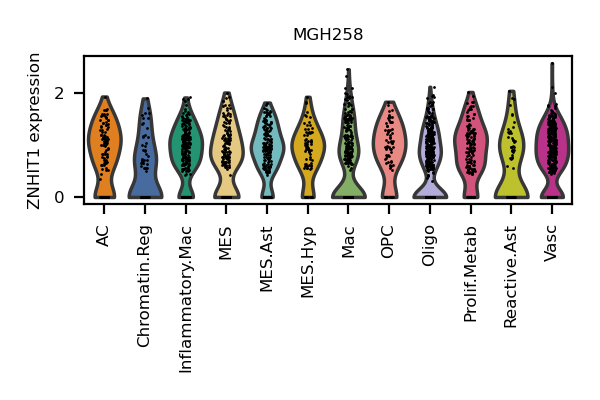 MGH258
ZNHIT1 expression
2
0
AC
Chromatin.Reg
Inflammatory.Mac
MES
MES.Ast
MES.Hyp
Mac
OPC
Oligo
Prolif.Metab
Reactive.Ast
Vasc